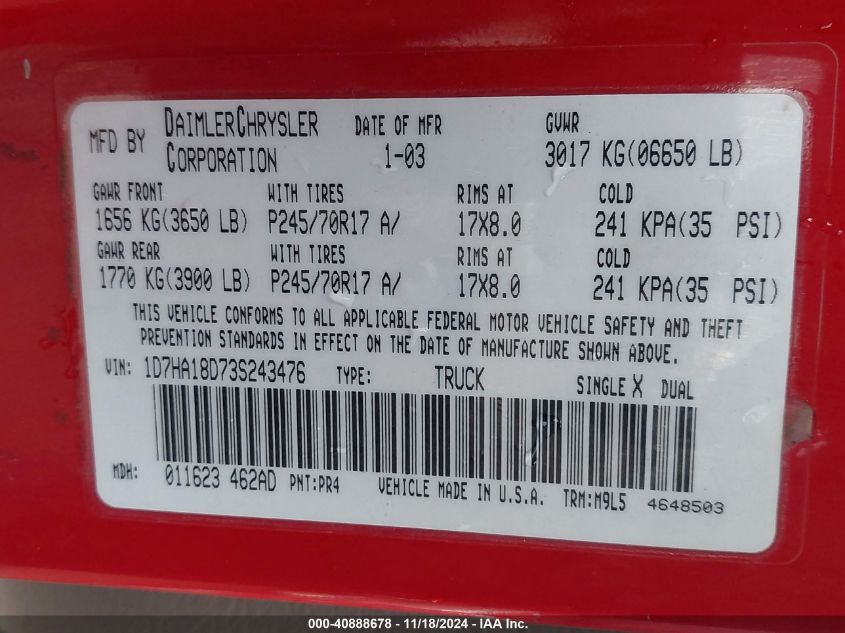 MFD BY DAIMLERCHRYSLER CORPORATION DATE OF MFR 1-03 GVWR 3017 KG(06650 LB)
GAWR FRONT WITH TIRES RIMS AT COLD
1656 KG(3650 LB) P245/70R17 A/ 17X8.0 241 KPA(35 PSI)
GAWR REAR WITH TIRES RIMS AT COLD
1770 KG(3900 LB) P245/70R17 A/ 17X8.0 241 KPA(35 PSI)
THIS VEHICLE CONFORMS TO ALL APPLICABLE FEDERAL MOTOR VEHICLE SAFETY AND THEFT
PREVENTION STANDARDS IN EFFECT ON THE DATE OF MANUFACTURE SHOWN ABOVE.
VIN: 1D7HA18D73S243476 TYPE: TRUCK SINGLE X DUAL
MDH: 011623 462AD PNT:PR4 VEHICLE MADE IN U.S.A. TRM:M9L5 4648503
000-40888678 - 11/18/2024 - IAA Inc.